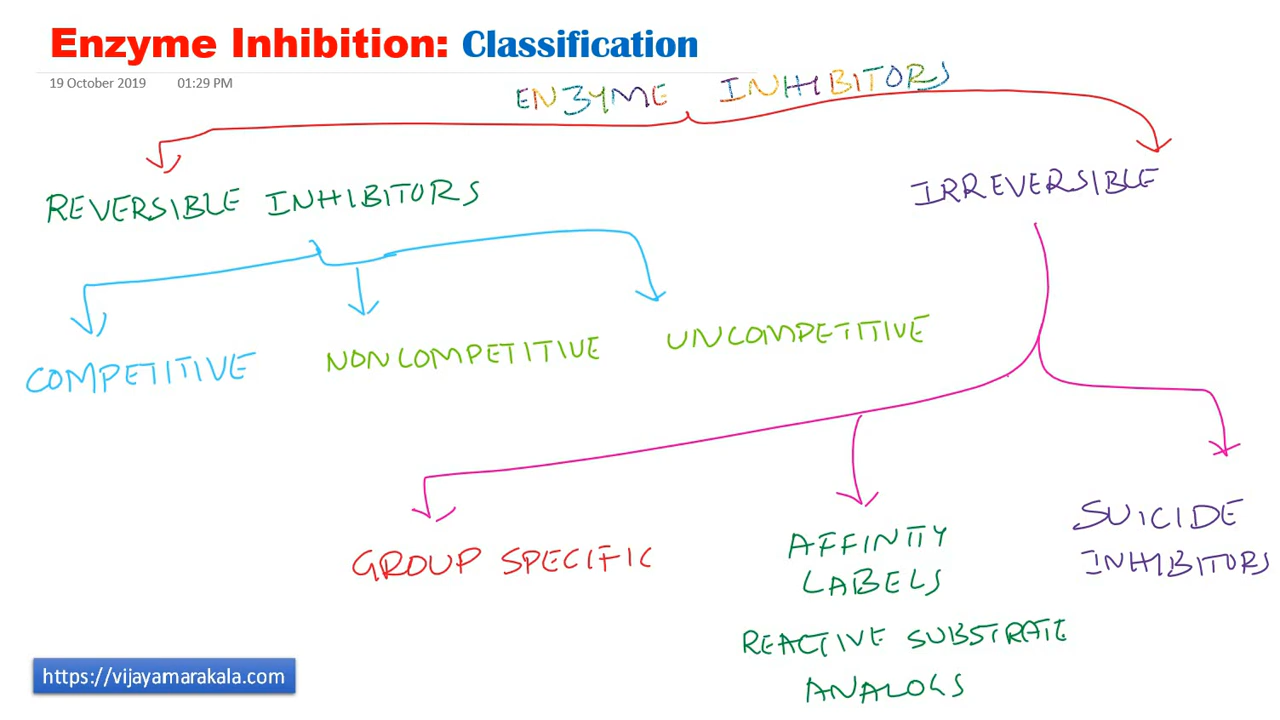 Enzyme Inhibition: Classification
19 October 2019 01:29 PM
ENZYME INHIBITORS
REVERSIBLE INHIBITORS
IRREVERSIBLE
COMPETITIVE
NONCOMPETITIVE
UNCOMPETITIVE
GROUP SPECIFIC
AFFINITY
LABELS
REACTIVE SUBSTRATE
ANALOGS
SUICIDE
INHIBITORS
https://vijayamarakala.com